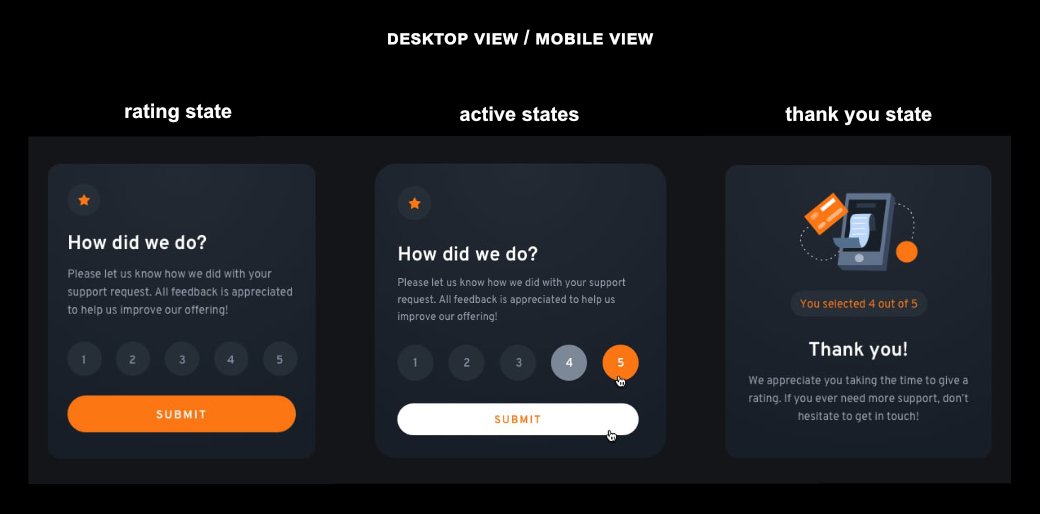 DESKTOP VIEW / MOBILE VIEW
rating state
How did we do?
Please let us know how we did with your
support request. All feedback is appreciated
to help us improve our offering!
1 2 3 4 5
SUBMIT
active states
How did we do?
Please let us know how we did with your support
request. All feedback is appreciated to help us
improve our offering!
1 2 3 4 5
SUBMIT
thank you state
You selected 4 out of 5
Thank you!
We appreciate you taking the time to give a
rating. If you ever need more support, don't
hesitate to get in touch!